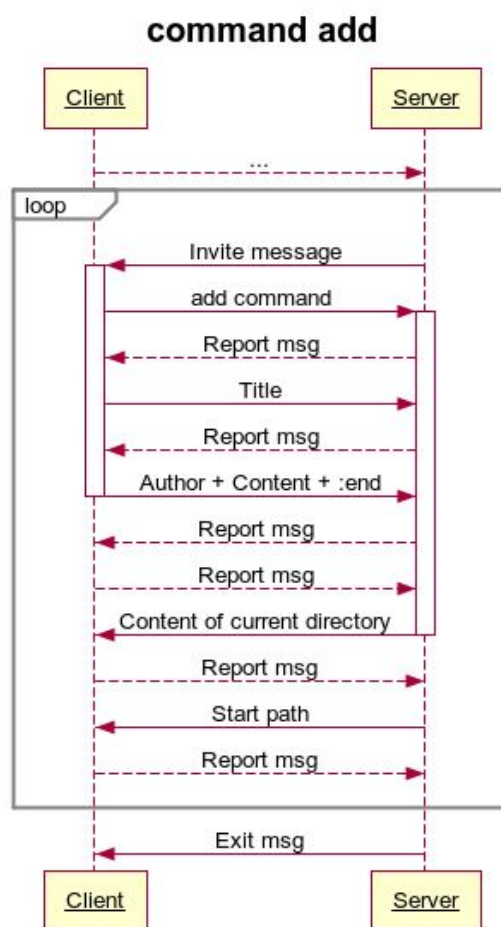 command add
Client Server
...
loop
Invite message
add command
Report msg
Title
Report msg
Author + Content + :end
Report msg
Report msg
Content of current directory
Report msg
Start path
Report msg
Exit msg
Client Server